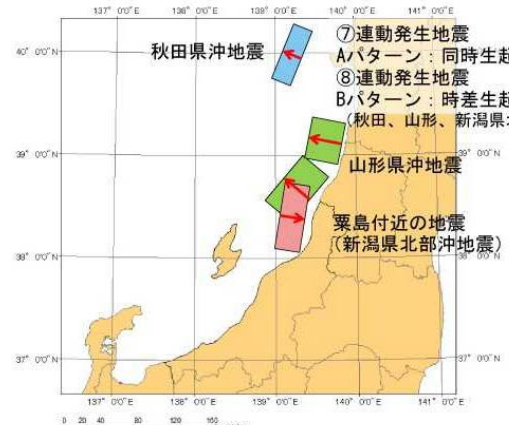 137° 0'0"E 138° 0'0"E 139° 0'0"E 140° 0'0"E 141° 0'0"E
⑦連動発生地震
秋田県沖地震
40° 0'0"N
Aパターン：同時生起
⑧連動発生地震
Bパターン：時差生起
(秋田、山形、新潟県北
39° 0'0"N 39° 0'0"N
山形県沖地震
粟島付近の地震
(新潟県北部沖地震)
38° 0'0"N 38° 0'0"N
37° 0'0"N 37° 0'0"N
137° 0'0"E 138° 0'0"E 139° 0'0"E 140° 0'0"E 141° 0'0"E
0 20 40 80 120 160